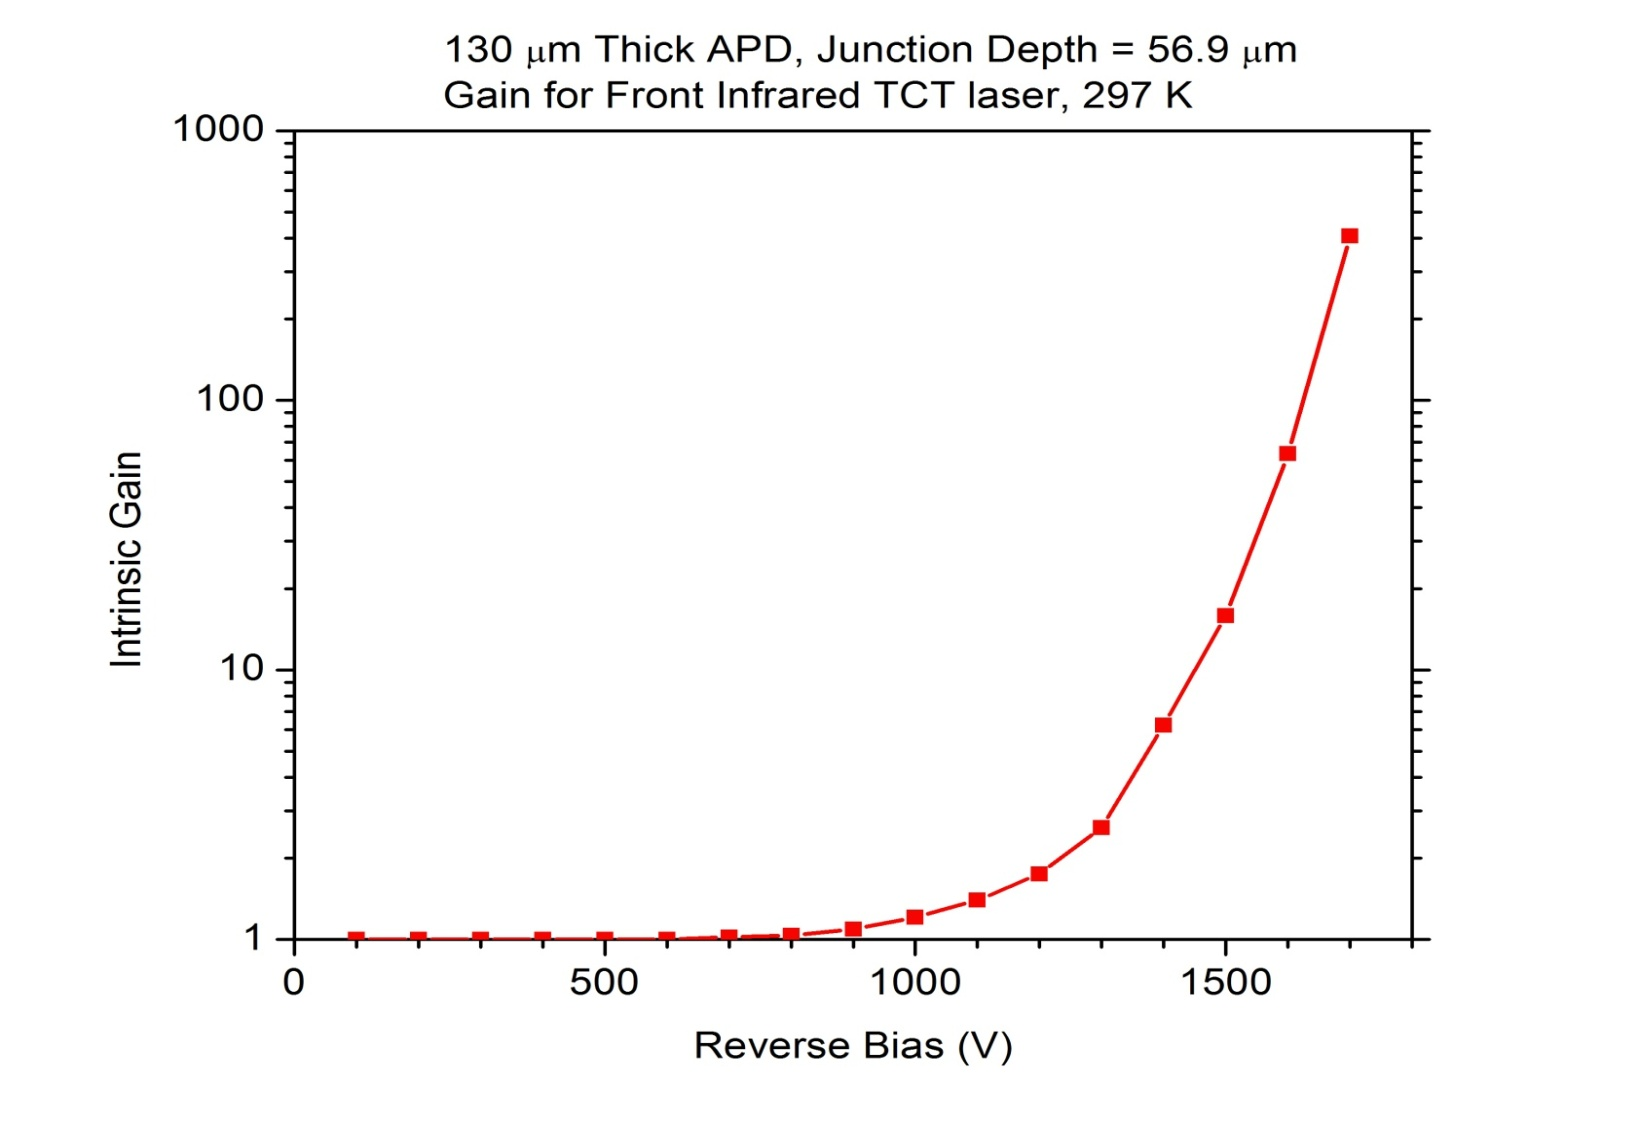 130 μm Thick APD, Junction Depth = 56.9 μm
Gain for Front Infrared TCT laser, 297 K
1000
100
10
1
Intrinsic Gain
0 500 1000 1500
Reverse Bias (V)